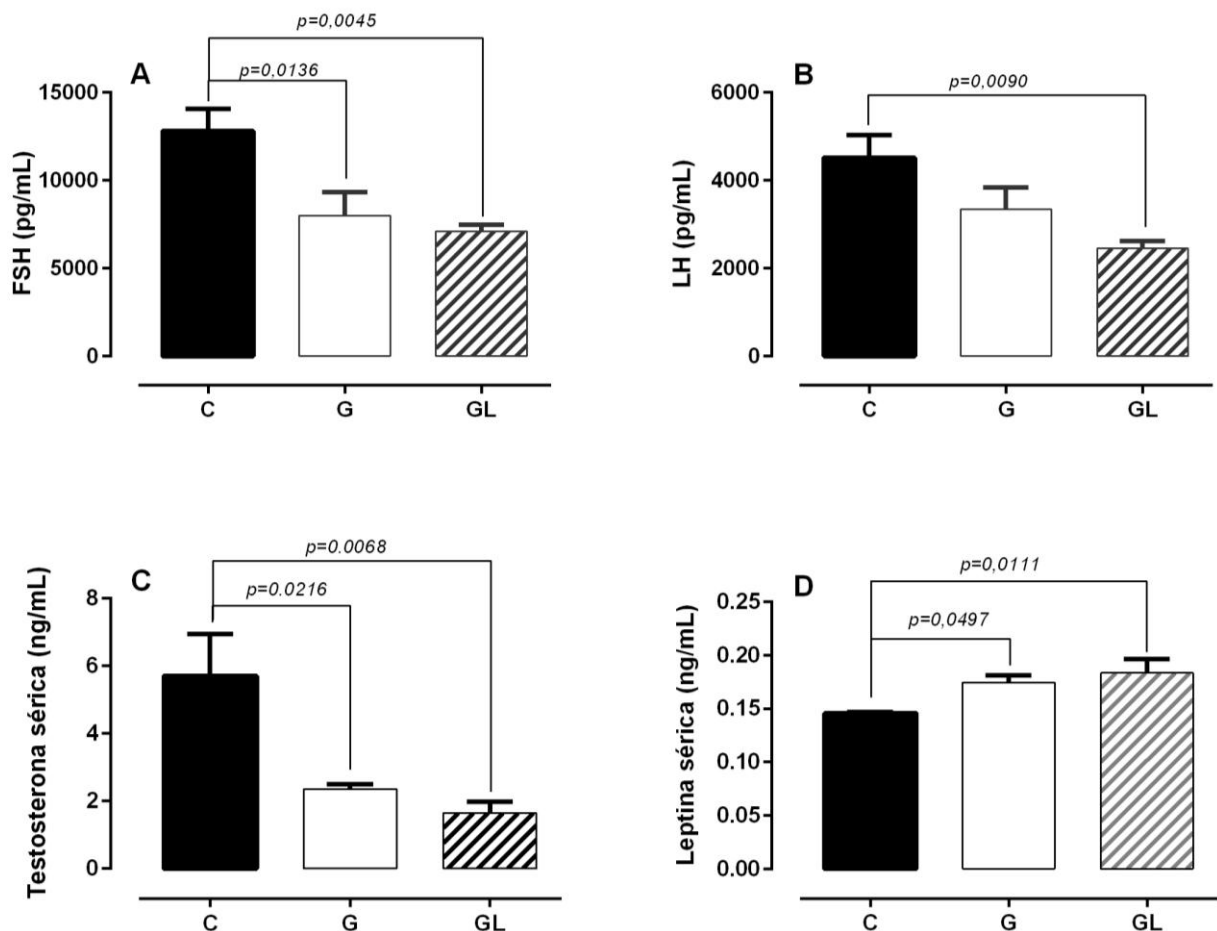 A
p=0,0045
p=0,0136
FSH (pg/mL)
15000
10000
5000
0
C G GL
B
p=0,0090
LH (pg/mL)
6000
4000
2000
0
C G GL
C
p=0.0068
p=0.0216
Testosterona sérica (ng/mL)
8
6
4
2
0
C G GL
D
p=0,0111
p=0,0497
Leptina sérica (ng/mL)
0.25
0.20
0.15
0.10
0.05
0.00
C G GL